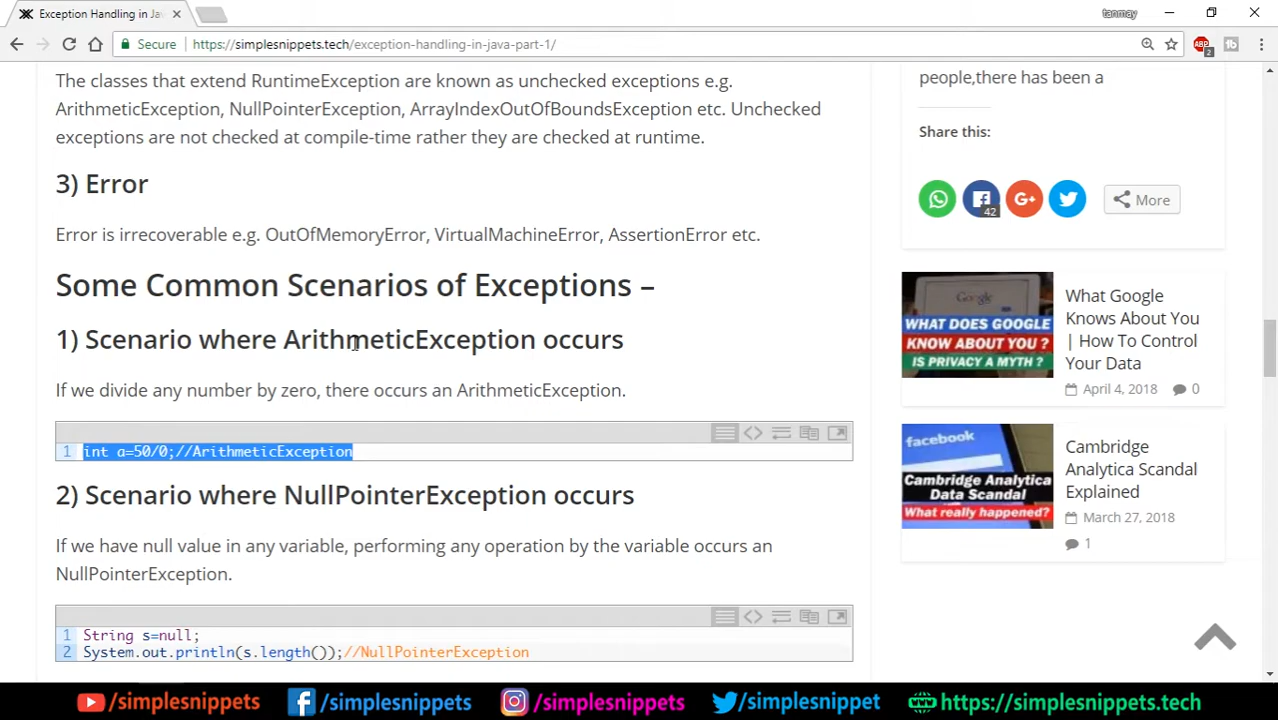 Exception Handling in Jav
tanmay
Secure
https://simplesnippets.tech/exception-handling-in-java-part-1/
ABP
2
The classes that extend RuntimeException are known as unchecked exceptions e.g.
ArithmeticException, NullPointerException, ArrayIndexOutOfBoundsException etc. Unchecked
exceptions are not checked at compile-time rather they are checked at runtime.
3) Error
Error is irrecoverable e.g. OutOfMemoryError, VirtualMachineError, AssertionError etc.
Some Common Scenarios of Exceptions –
1) Scenario where ArithmeticException occurs
If we divide any number by zero, there occurs an ArithmeticException.
1 int a=50/0;//ArithmeticException
2) Scenario where NullPointerException occurs
If we have null value in any variable, performing any operation by the variable occurs an
NullPointerException.
1 String s=null;
2 System.out.println(s.length());//NullPointerException
people,there has been a
Share this:
42
G+
More
Google
WHAT DOES GOOGLE
KNOW ABOUT YOU ?
IS PRIVACY A MYTH ?
What Google
Knows About You
| How To Control
Your Data
April 4, 2018
0
facebook
Cambridge Analytica
Data Scandal
What really happened?
Cambridge
Analytica Scandal
Explained
March 27, 2018
1
/simplesnippets
/simplesnippets
/simplesnippets
/simplesnippets
https://simplesnippets.tech